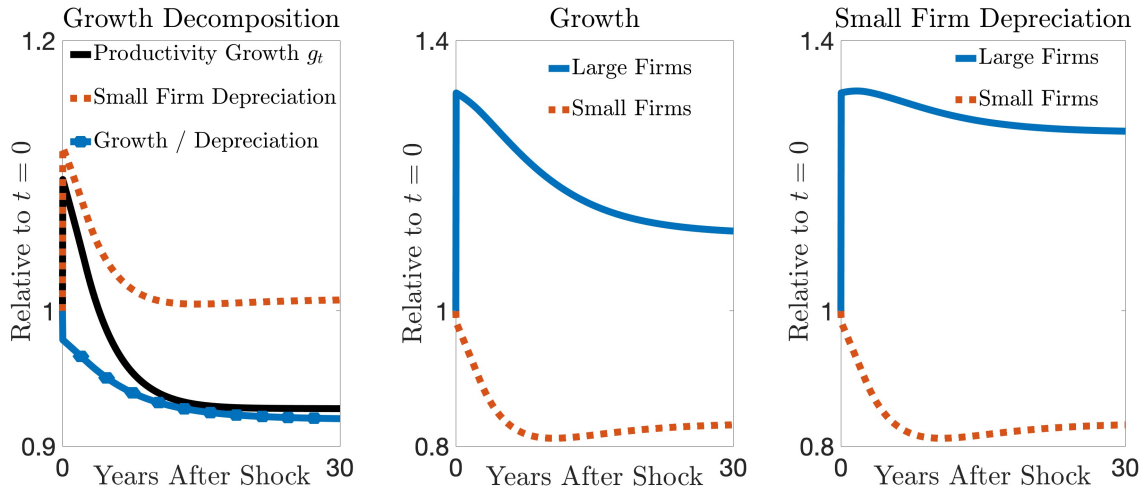 Growth Decomposition
1.2
Productivity Growth gₜ
Small Firm Depreciation
Growth / Depreciation
Relative to t = 0
1
0.9
0
Years After Shock
30
Growth
1.4
Large Firms
Small Firms
Relative to t = 0
1
0.8
0
Years After Shock
30
Small Firm Depreciation
1.4
Large Firms
Small Firms
Relative to t = 0
1
0.8
0
Years After Shock
30